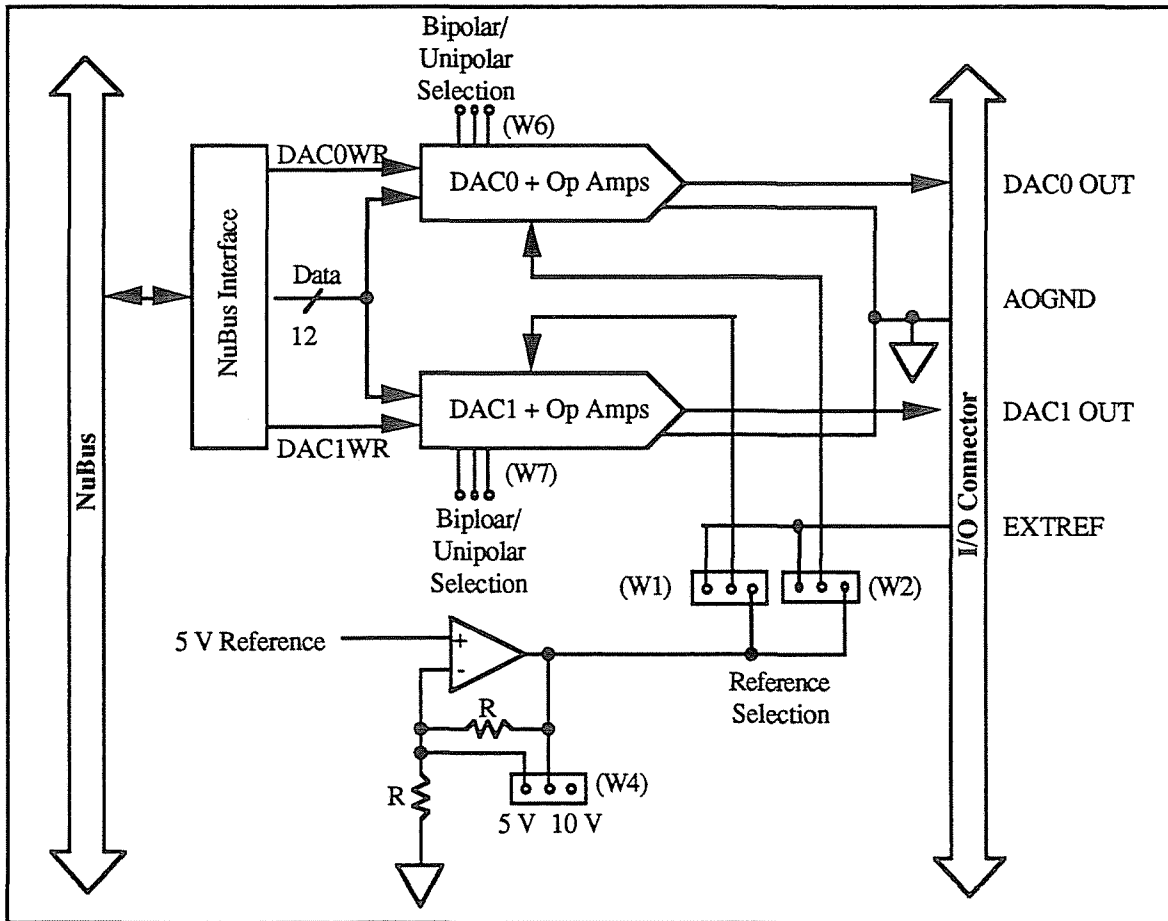 Bipolar/
Unipolar
Selection
(W6)
DAC0WR
DAC0 + Op Amps
DAC0 OUT
NuBus Interface
Data
12
AOGND
DAC1 + Op Amps
DAC1 OUT
DAC1WR
(W7)
NuBus
I/O Connector
Biploar/
Unipolar
Selection
EXTREF
(W1)
(W2)
5 V Reference
+
-
Reference
Selection
R
R
(W4)
5 V 10 V